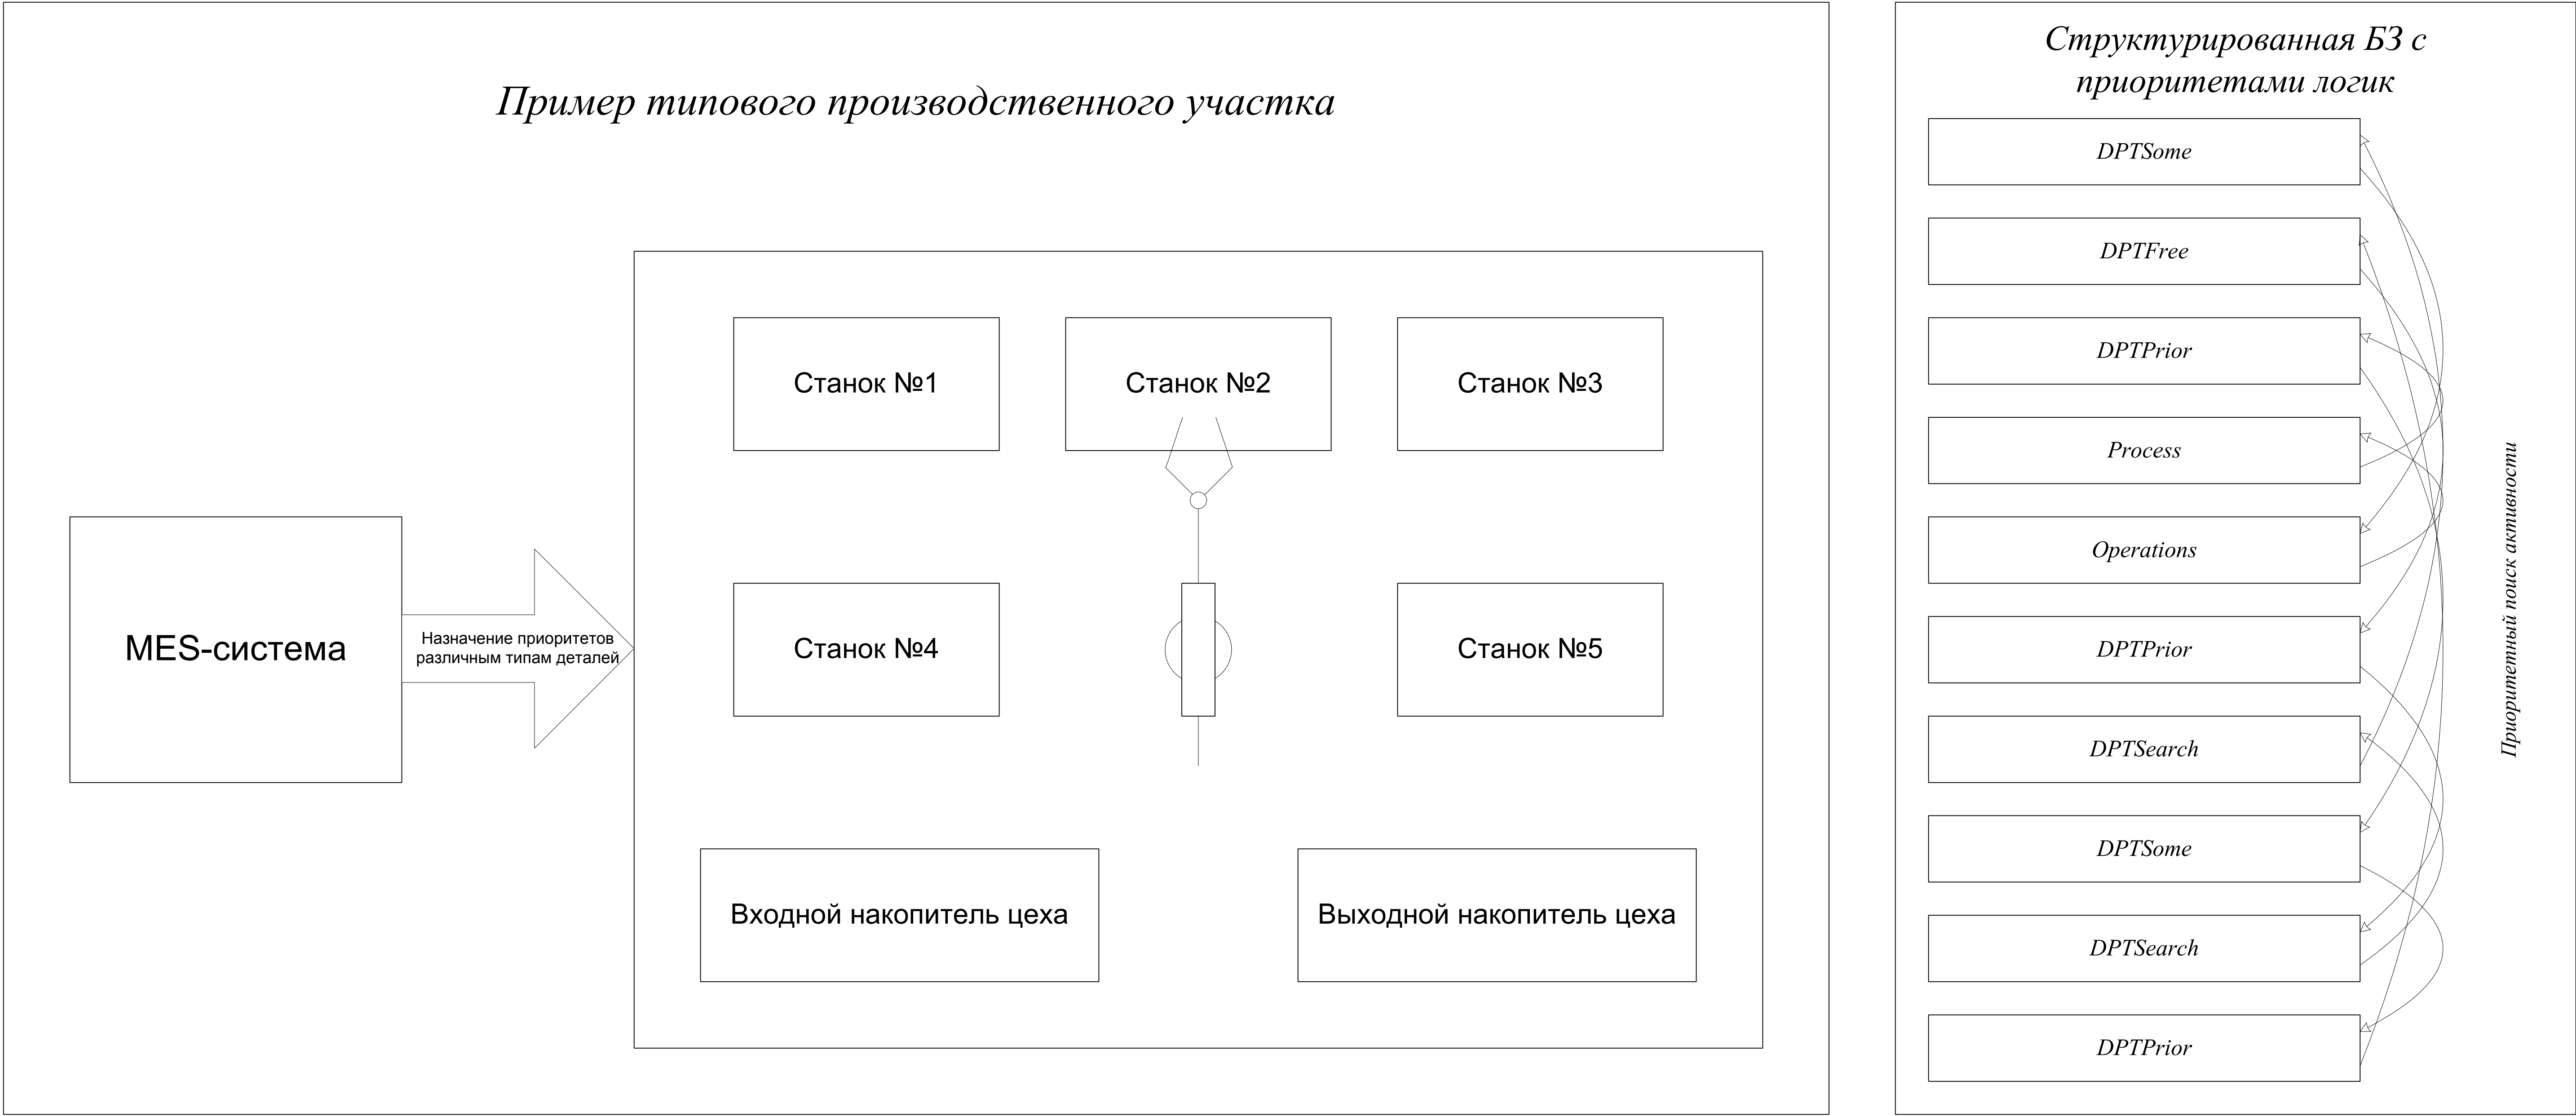 Пример типового производственного участка
MES-система
Назначение приоритетов
различным типам деталей
Станок №1
Станок №2
Станок №3
Станок №4
Станок №5
Входной накопитель цеха
Выходной накопитель цеха
Структурированная БЗ с
приоритетами логик
DPTSome
DPTFree
DPTPrior
Process
Operations
DPTPrior
DPTSearch
DPTSome
DPTSearch
DPTPrior
Приоритетный поиск активности